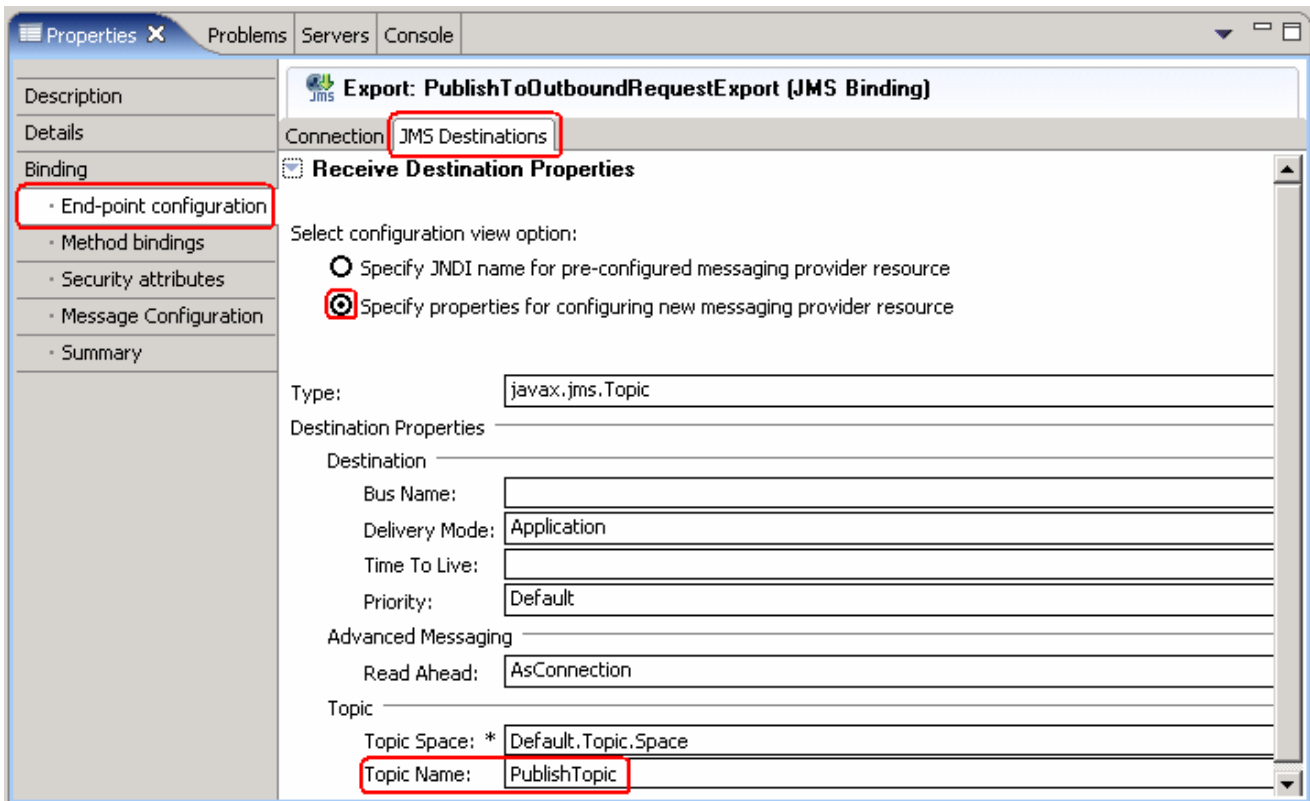 Properties Problems Servers Console
Description
Details
Binding
· End-point configuration
· Method bindings
· Security attributes
· Message Configuration
· Summary
Jms Export: PublishToOutboundRequestExport (JMS Binding)
Connection JMS Destinations
Receive Destination Properties
Select configuration view option:
Specify JNDI name for pre-configured messaging provider resource
Specify properties for configuring new messaging provider resource
Type: javax.jms.Topic
Destination Properties
Destination
Bus Name:
Delivery Mode: Application
Time To Live:
Priority: Default
Advanced Messaging
Read Ahead: AsConnection
Topic
Topic Space: * Default.Topic.Space
Topic Name: PublishTopic